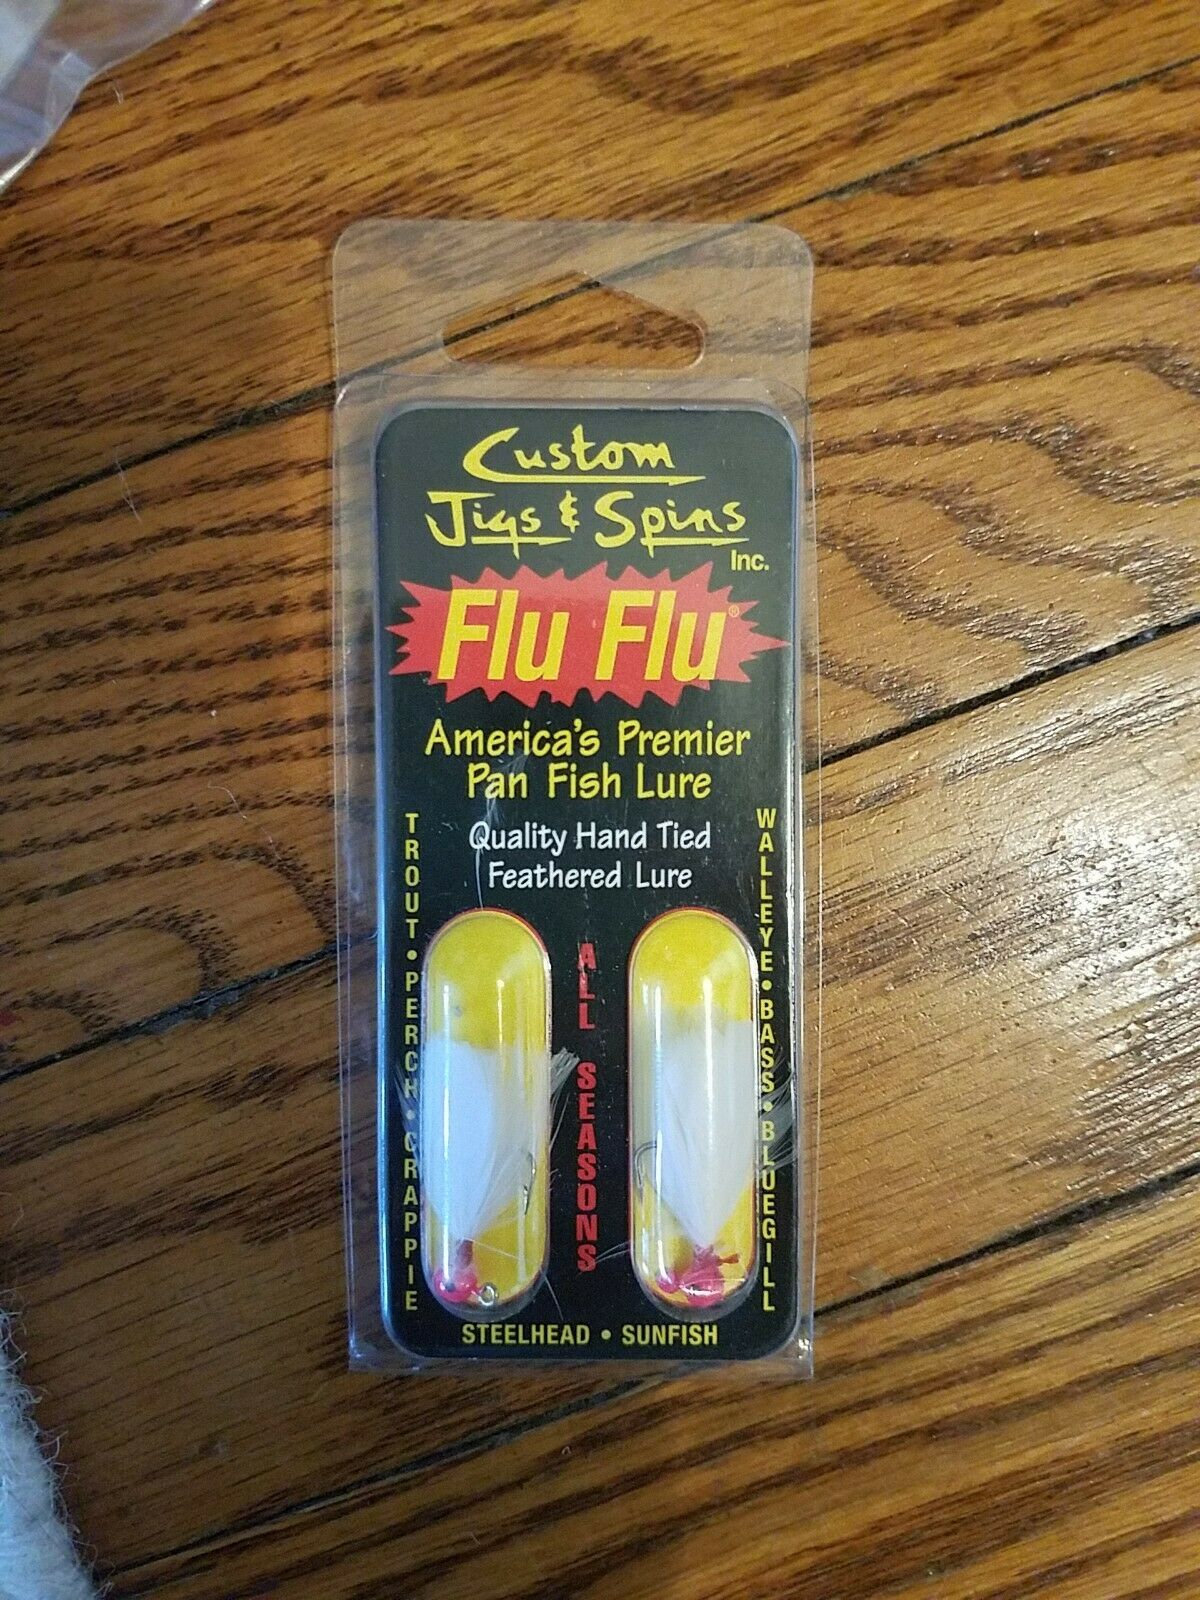 Custom
Jigs & Spins
Inc.
Flu Flu®
America's Premier
Pan Fish Lure
Quality Hand Tied
Feathered Lure
TROUT • PERCH • CRAPPIE
ALL SEASONS
WALLEYE • BASS • BLUEGILL
STEELHEAD • SUNFISH